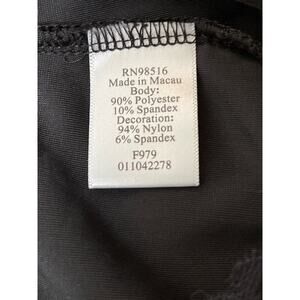 RN98516
Made in Macau
Body:
90% Polyester
10% Spandex
Decoration:
94% Nylon
6% Spandex
F979
011042278